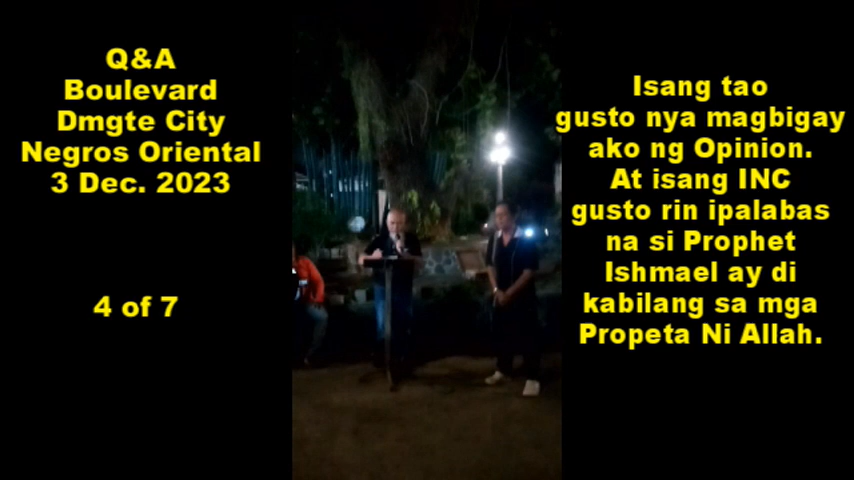 Q&A
Boulevard
Dmgte City
Negros Oriental
3 Dec. 2023
4 of 7
Isang tao
gusto nya magbigay
ako ng Opinion.
At isang INC
gusto rin ipalabas
na si Prophet
Ishmael ay di
kabilang sa mga
Propeta Ni Allah.